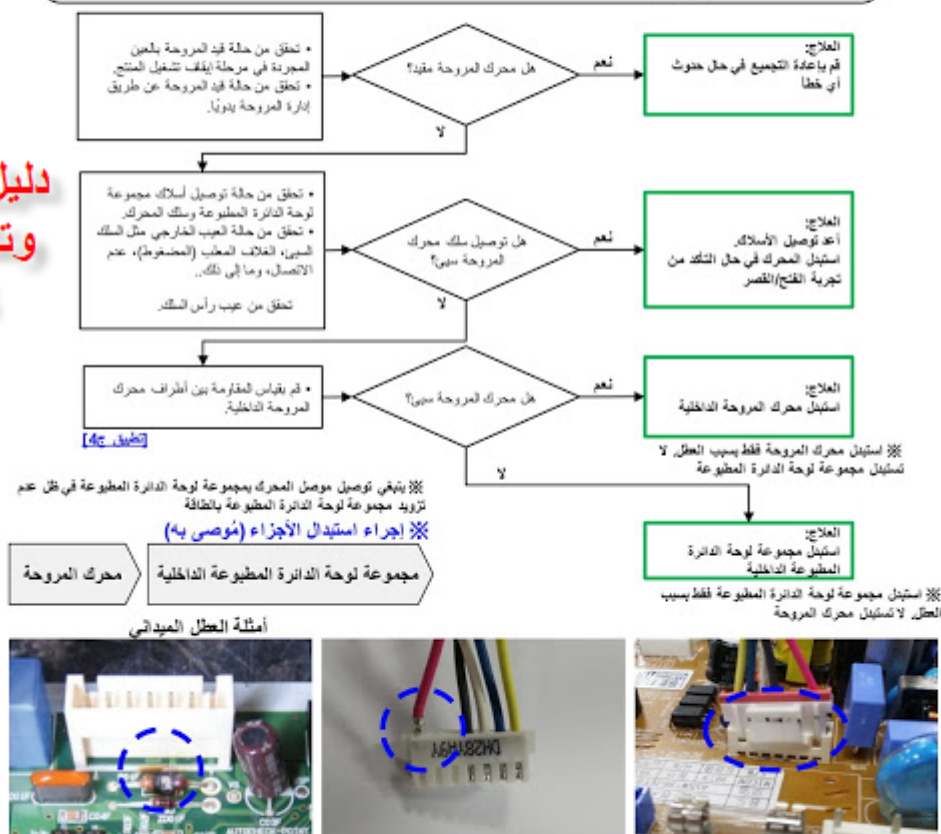 • تحقق من حالة قيد المروحة بالعين
المجردة في مرحلة إيقاف تشغيل المنتج.
• تحقق من حالة قيد المروحة عن طريق
إدارة المروحة يدويًا.
هل محرك المروحة مقيد؟
نعم
لا
العلاج:
قم بإعادة التجميع في حال حدوث
أي خطأ
دليل
• تحقق من حالة توصيل أسلاك مجموعة
لوحة الدائرة المطبوعة وسلك المحرك.
• تحقق من حالة العيب الخارجي مثل السلك
السيئ، الغلاف المعلب (المضغوط)، عدم
الاتصال، وما إلى ذلك..
تحقق من عيب رأس السلك.
هل توصيل سلك محرك
المروحة سيئ؟
نعم
لا
العلاج:
أعد توصيل الأسلاك.
استبدل المحرك في حال التأكد من
تجربة الفتح/القصر
• قم بقياس المقاومة بين أطراف محرك
المروحة الداخلية.
[تطبيق ج4]
هل محرك المروحة سيئ؟
نعم
لا
العلاج:
استبدل محرك المروحة الداخلية
※ استبدل محرك المروحة فقط بسبب العطل. لا
تستبدل مجموعة لوحة الدائرة المطبوعة
※ ينبغي توصيل موصل المحرك بمجموعة لوحة الدائرة المطبوعة في ظل عدم
تزويد مجموعة لوحة الدائرة المطبوعة بالطاقة
※ إجراء استبدال الأجزاء (مُوصى به)
محرك المروحة
مجموعة لوحة الدائرة المطبوعة الداخلية
العلاج:
استبدل مجموعة لوحة الدائرة
المطبوعة الداخلية
※ استبدل مجموعة لوحة الدائرة المطبوعة فقط بسبب
العطل. لا تستبدل محرك المروحة
أمثلة العطل الميداني
AUTOCHECK-POINT